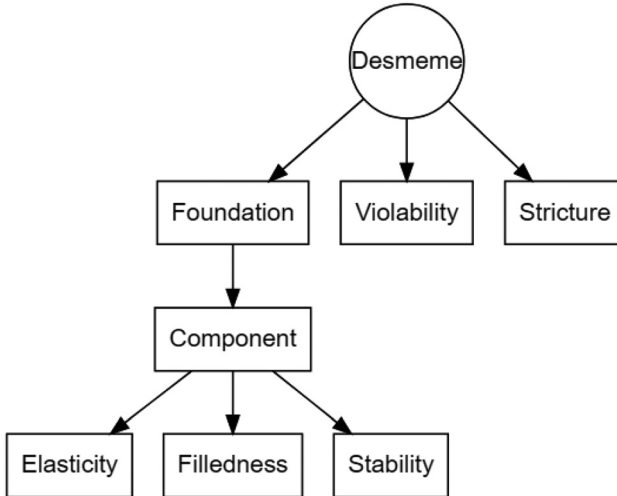 Desmeme
Foundation
Violability
Stricture
Component
Elasticity
Filledness
Stability